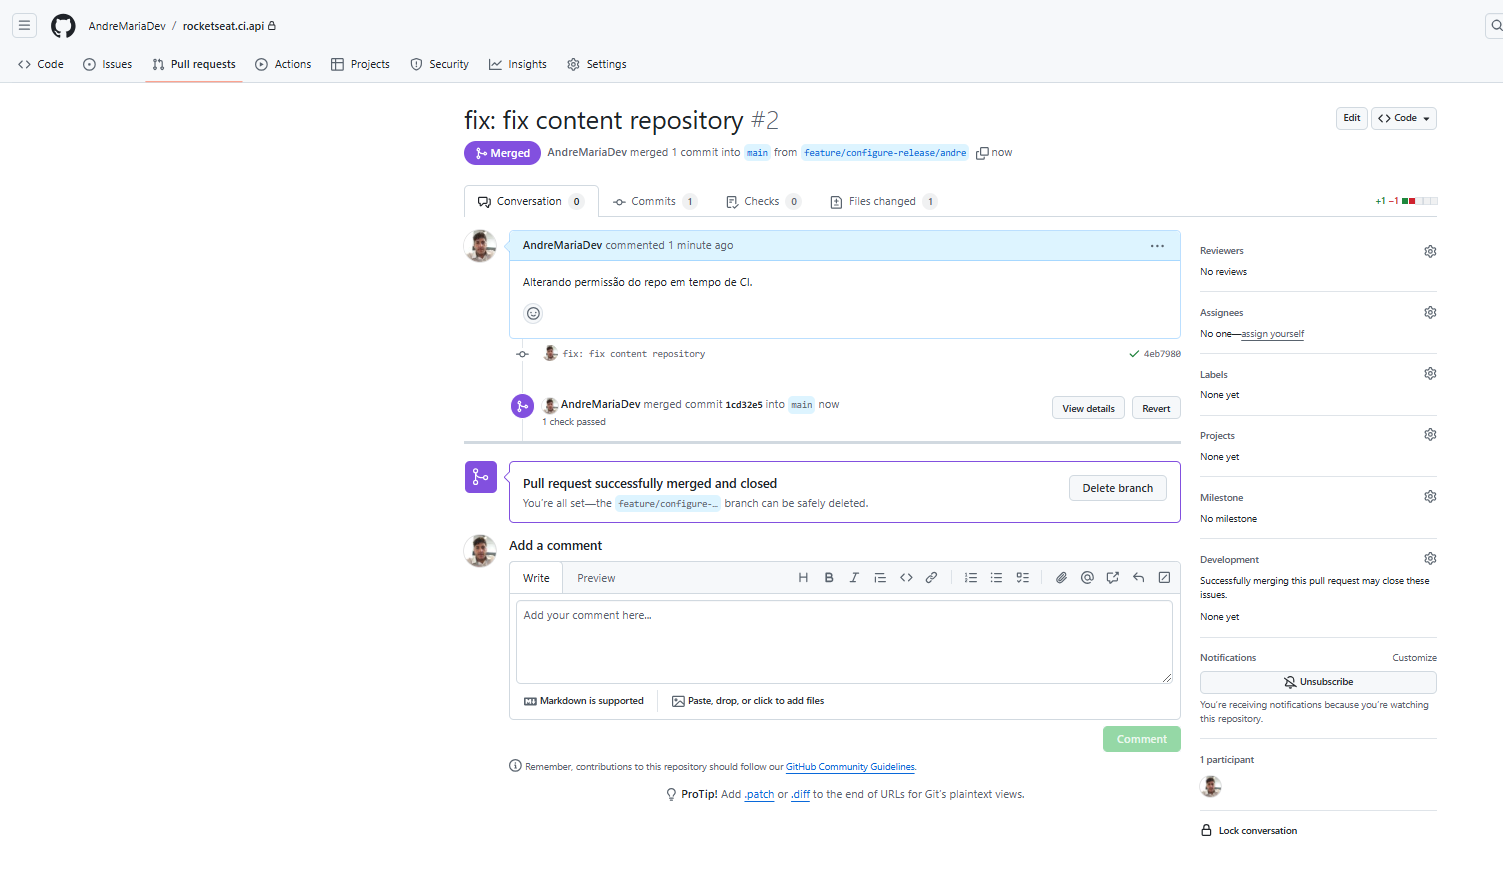 AndreMariaDev / rocketseat.ci.api
Code Issues Pull requests Actions Projects Security Insights Settings
fix: fix content repository #2
Edit Code
Merged AndreMariaDev merged 1 commit into main from feature/configure-release/andre now
Conversation 0 Commits 1 Checks 0 Files changed 1
+1 −1
AndreMariaDev commented 1 minute ago
Alterando permissão do repo em tempo de CI.
fix: fix content repository 4eb7980
AndreMariaDev merged commit 1cd32e5 into main now
1 check passed
View details Revert
Pull request successfully merged and closed
You're all set—the feature/configure-… branch can be safely deleted.
Delete branch
Add a comment
Write Preview
H B I
Add your comment here...
Markdown is supported Paste, drop, or click to add files
Comment
Remember, contributions to this repository should follow our GitHub Community Guidelines.
ProTip! Add .patch or .diff to the end of URLs for Git's plaintext views.
Reviewers
No reviews
Assignees
No one—assign yourself
Labels
None yet
Projects
None yet
Milestone
No milestone
Development
Successfully merging this pull request may close these
issues.
None yet
Notifications Customize
Unsubscribe
You're receiving notifications because you're watching
this repository.
1 participant
Lock conversation